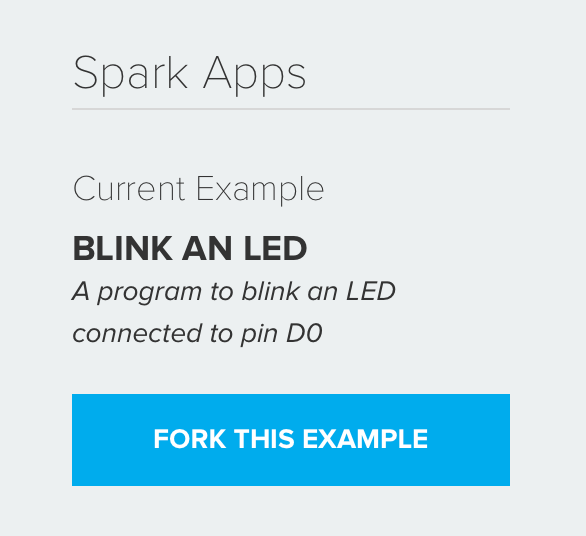 Spark Apps
Current Example
BLINK AN LED
A program to blink an LED
connected to pin D0
FORK THIS EXAMPLE